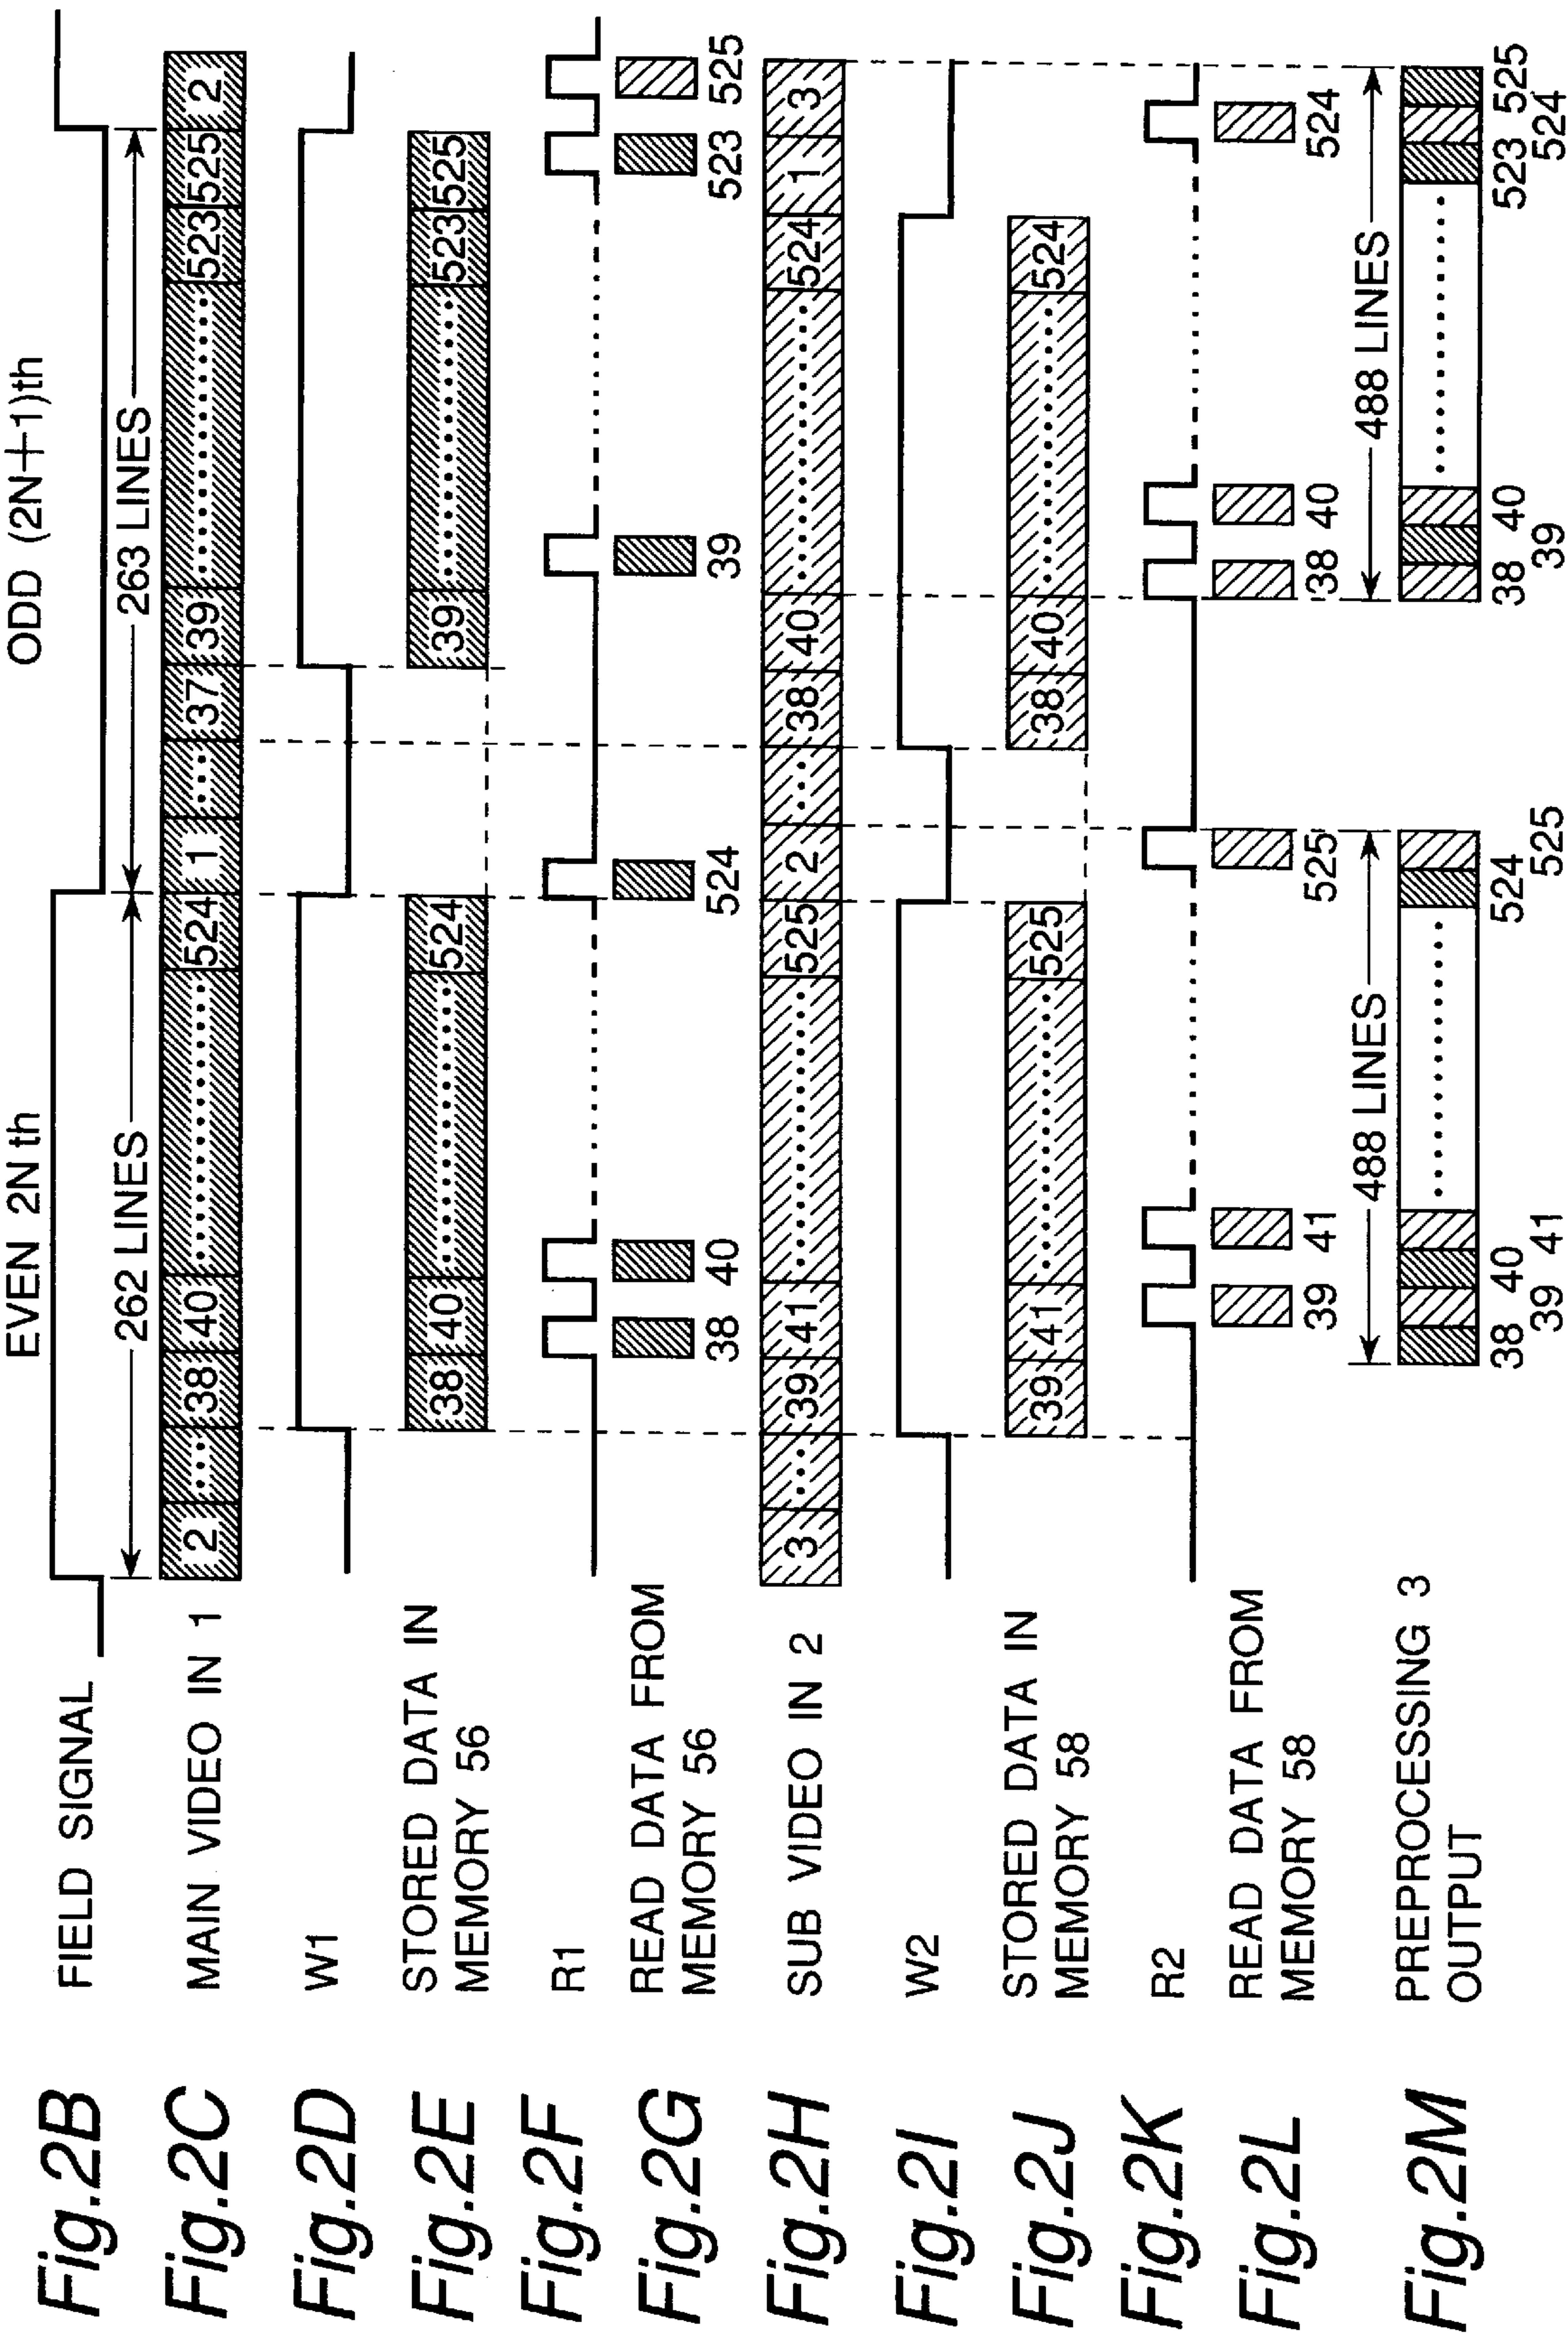 EVEN 2N th ODD (2N+1)th
Fig.2B FIELD SIGNAL
262 LINES 263 LINES
Fig.2C MAIN VIDEO IN 1 2 ····· 38 40 ·············· 524 1 ····· 37 39 ·············· 523 525 2
Fig.2D W1
Fig.2E STORED DATA IN MEMORY 56 38 40 ·············· 524 39 ·············· 523 525
Fig.2F R1
Fig.2G READ DATA FROM MEMORY 56 38 40 524 39 523 525
Fig.2H SUB VIDEO IN 2 3 ····· 39 41 ·············· 525 2 ····· 38 40 ·············· 524 1 3
Fig.2I W2
Fig.2J STORED DATA IN MEMORY 58 39 41 ·············· 525 38 40 ·············· 524
Fig.2K R2
Fig.2L READ DATA FROM MEMORY 58 39 41 525 38 40 524
488 LINES 488 LINES
Fig.2M PREPROCESSING 3 OUTPUT ·············· ··············
38 40 524 38 40 523 525
39 41 525 39 524